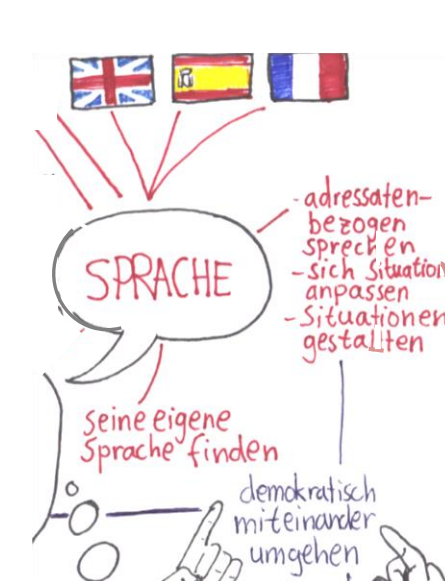 SPRACHE
- adressaten-
bezogen
sprechen
- sich Situation
anpassen
- Situationen
gestalten
seine eigene
Sprache finden
demokratisch
miteinander
umgehen